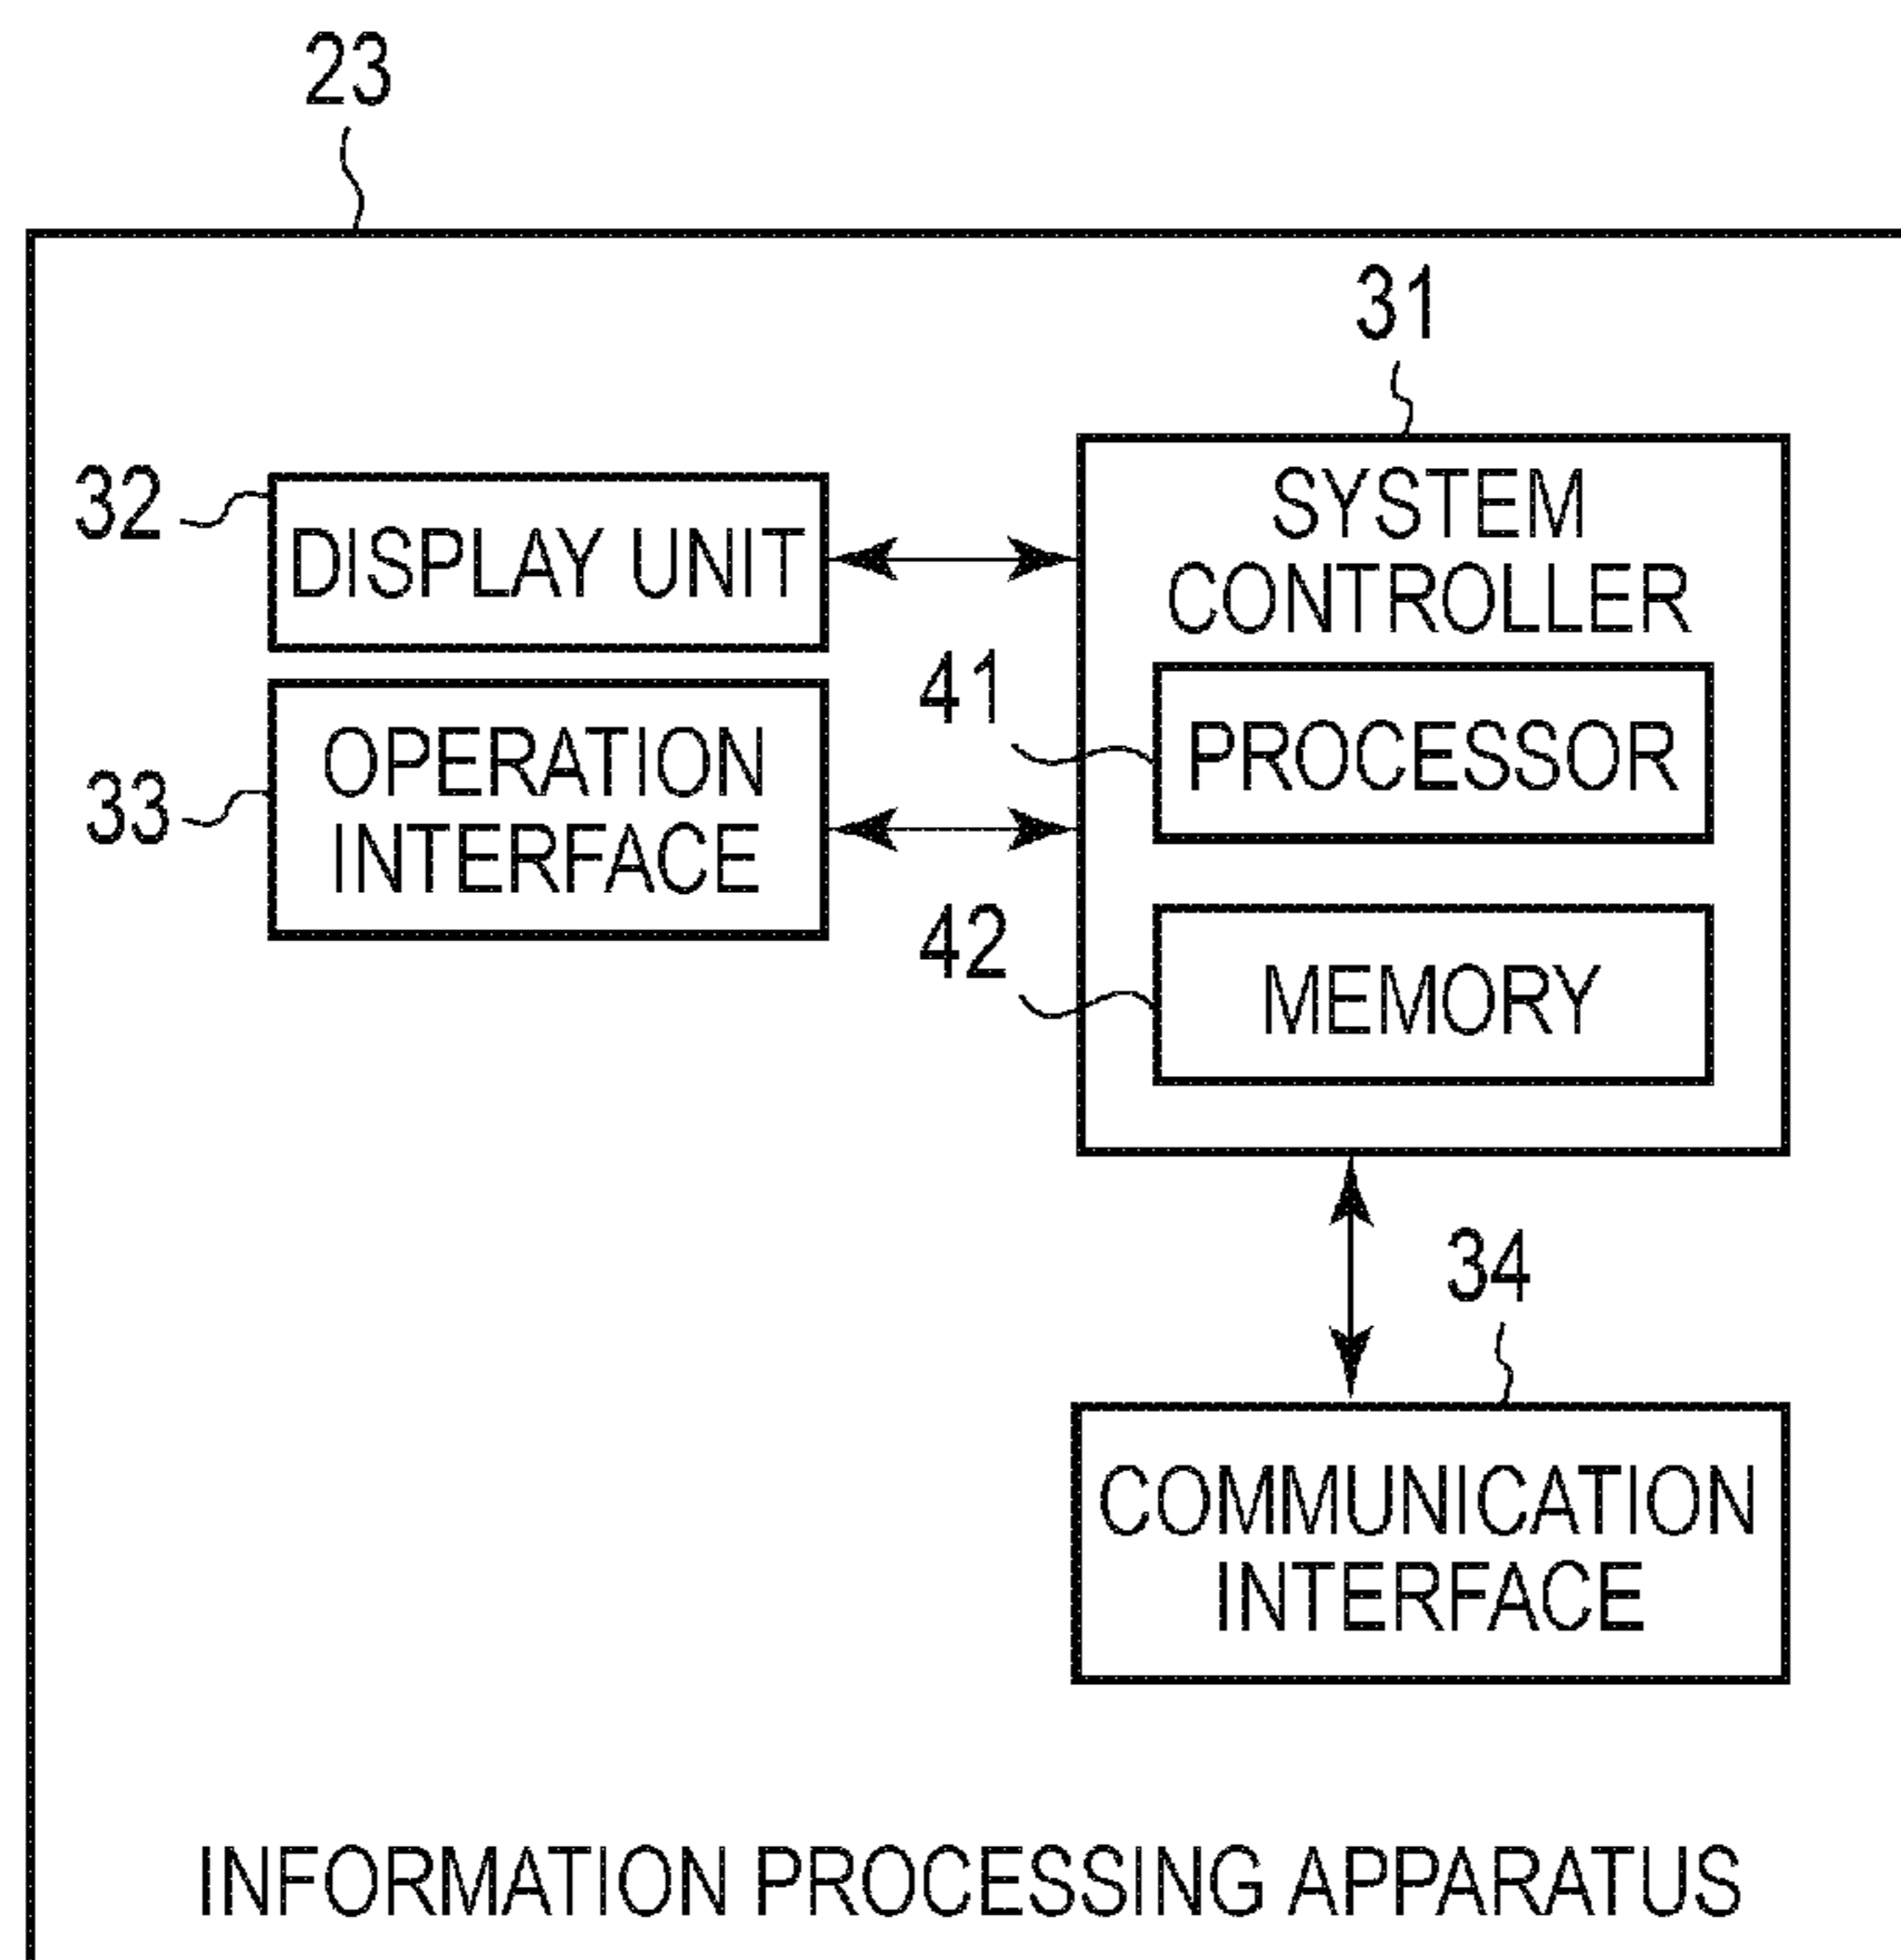 23
31
32
DISPLAY UNIT
SYSTEM
CONTROLLER
41
PROCESSOR
33
OPERATION
INTERFACE
42
MEMORY
34
COMMUNICATION
INTERFACE
INFORMATION PROCESSING APPARATUS